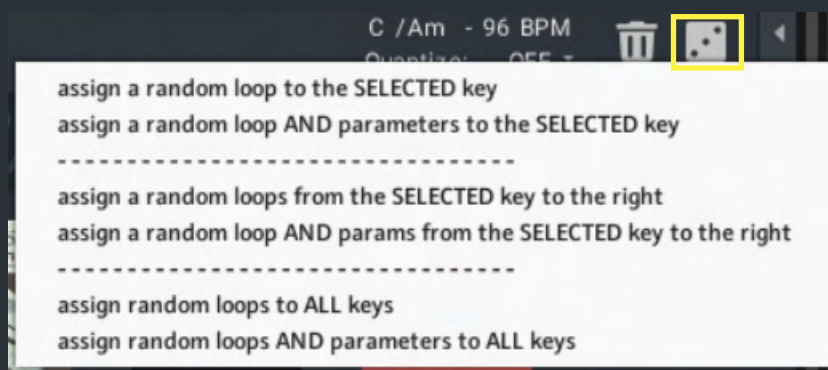 C /Am - 96 BPM
Quantize: OFF
assign a random loop to the SELECTED key
assign a random loop AND parameters to the SELECTED key
- - - - - - - - - - - - - - - - - - - - - - - - - - - - - - - - -
assign a random loops from the SELECTED key to the right
assign a random loop AND params from the SELECTED key to the right
- - - - - - - - - - - - - - - - - - - - - - - - - - - - - - - - -
assign random loops to ALL keys
assign random loops AND parameters to ALL keys